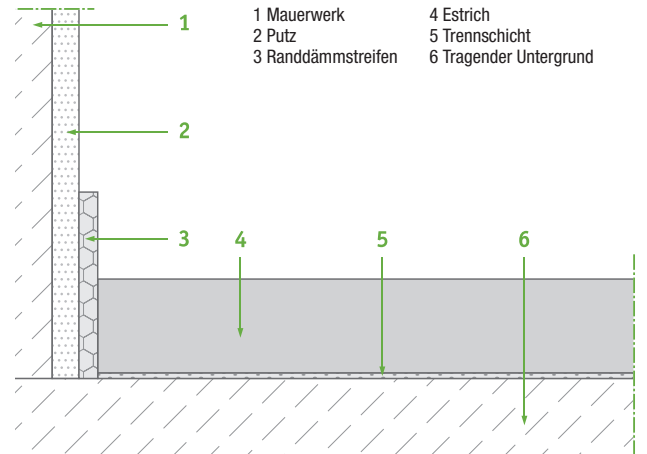 1 Mauerwerk
2 Putz
3 Randdämmstreifen
4 Estrich
5 Trennschicht
6 Tragender Untergrund
1
2
3
4
5
6